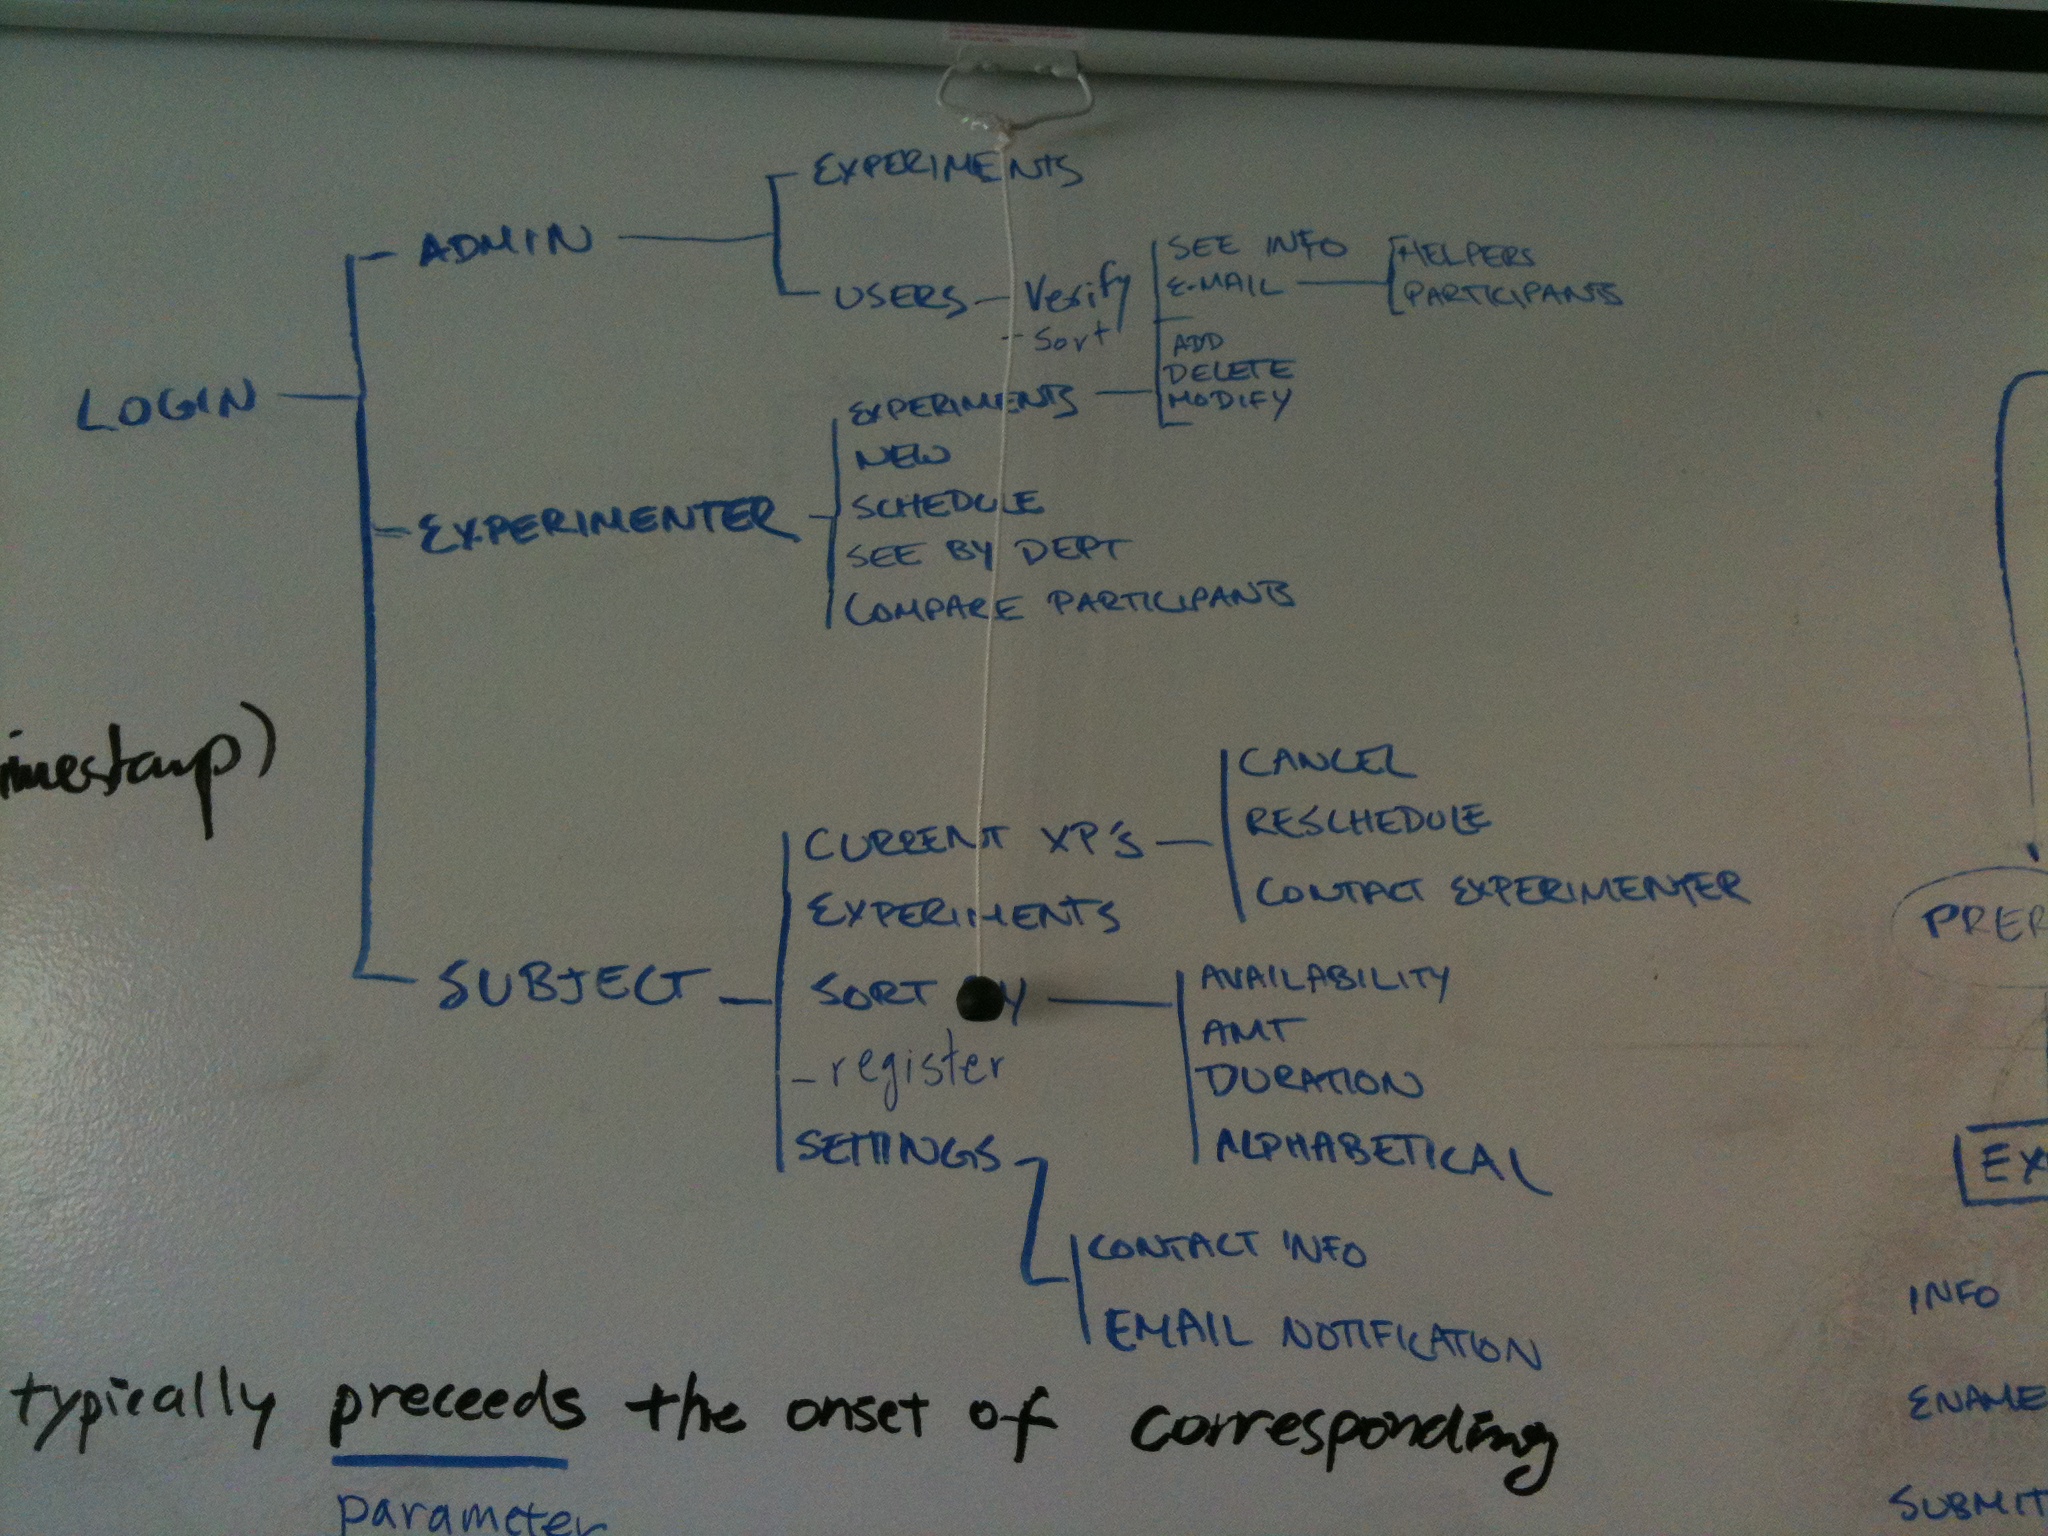 EXPERIMENTS
ADMIN
SEE INFO
HELPERS
E-MAIL
PARTICIPANTS
USERS - Verify
- Sort
ADD
DELETE
MODIFY
LOGIN
EXPERIMENTS
NEW
SCHEDULE
EXPERIMENTER
SEE BY DEPT
COMPARE PARTICIPANTS
imestamp)
CANCEL
RESCHEDULE
CURRENT XP'S
CONTACT EXPERIMENTER
EXPERIMENTS
PRER
SUBJECT
SORT Y
AVAILABILITY
AMT
- register
DURATION
SETTINGS
ALPHABETICAL
EX
CONTACT INFO
INFO
EMAIL NOTIFICATION
ENAME
typically preceeds the onset of corresponding
parameter
SUBMIT